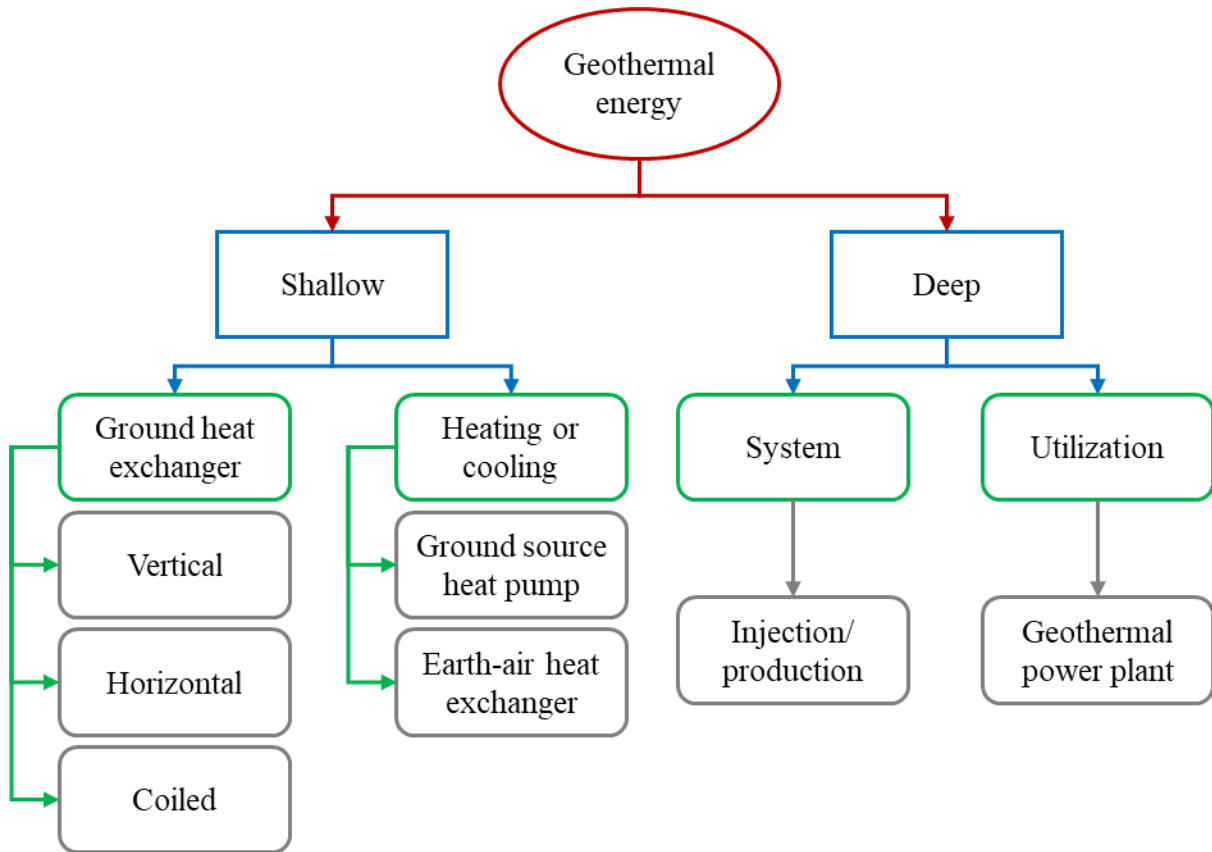 Geothermal
energy
Shallow
Deep
Ground heat
exchanger
Heating or
cooling
System
Utilization
Vertical
Ground source
heat pump
Injection/
production
Geothermal
power plant
Horizontal
Earth-air heat
exchanger
Coiled